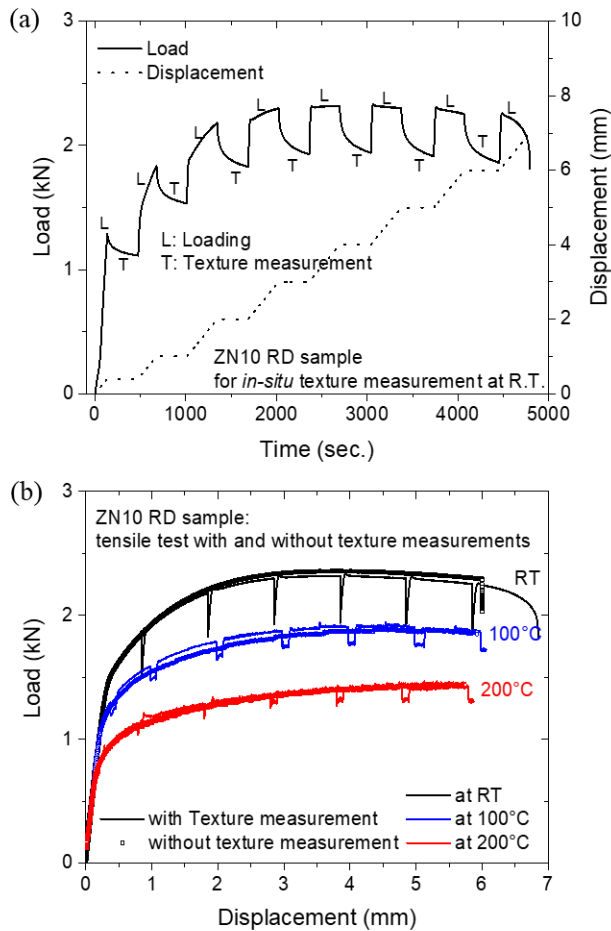 (a)
3
10
Load
Displacement
L
L
L
L
L
L
L
L
8
2
T
T
T
T
T
T
T
6
Load (kN)
Displacement (mm)
L: Loading
T: Texture measurement
4
1
2
ZN10 RD sample
for in-situ texture measurement at R.T.
0
0
0 1000 2000 3000 4000 5000
Time (sec.)
(b)
3
ZN10 RD sample:
tensile test with and without texture measurements
RT
2
100°C
Load (kN)
200°C
1
with Texture measurement
without texture measurement
at RT
at 100°C
at 200°C
0
0 1 2 3 4 5 6 7
Displacement (mm)